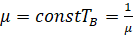 μ = constT_B = 1/μ